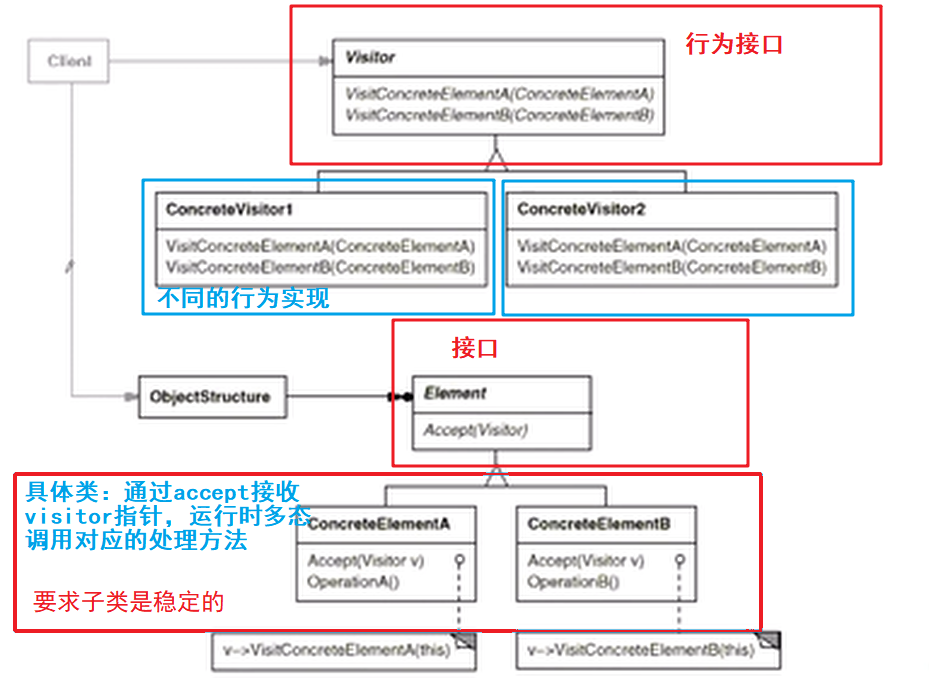 行为接口
Client
Visitor
VisitConcreteElementA(ConcreteElementA)
VisitConcreteElementB(ConcreteElementB)
ConcreteVisitor1
VisitConcreteElementA(ConcreteElementA)
VisitConcreteElementB(ConcreteElementB)
不同的行为实现
ConcreteVisitor2
VisitConcreteElementA(ConcreteElementA)
VisitConcreteElementB(ConcreteElementB)
接口
ObjectStructure
Element
Accept(Visitor)
具体类：通过accept接收
visitor指针，运行时多态
调用对应的处理方法
要求子类是稳定的
ConcreteElementA
Accept(Visitor v)
OperationA()
ConcreteElementB
Accept(Visitor v)
OperationB()
v->VisitConcreteElementA(this)
v->VisitConcreteElementB(this)